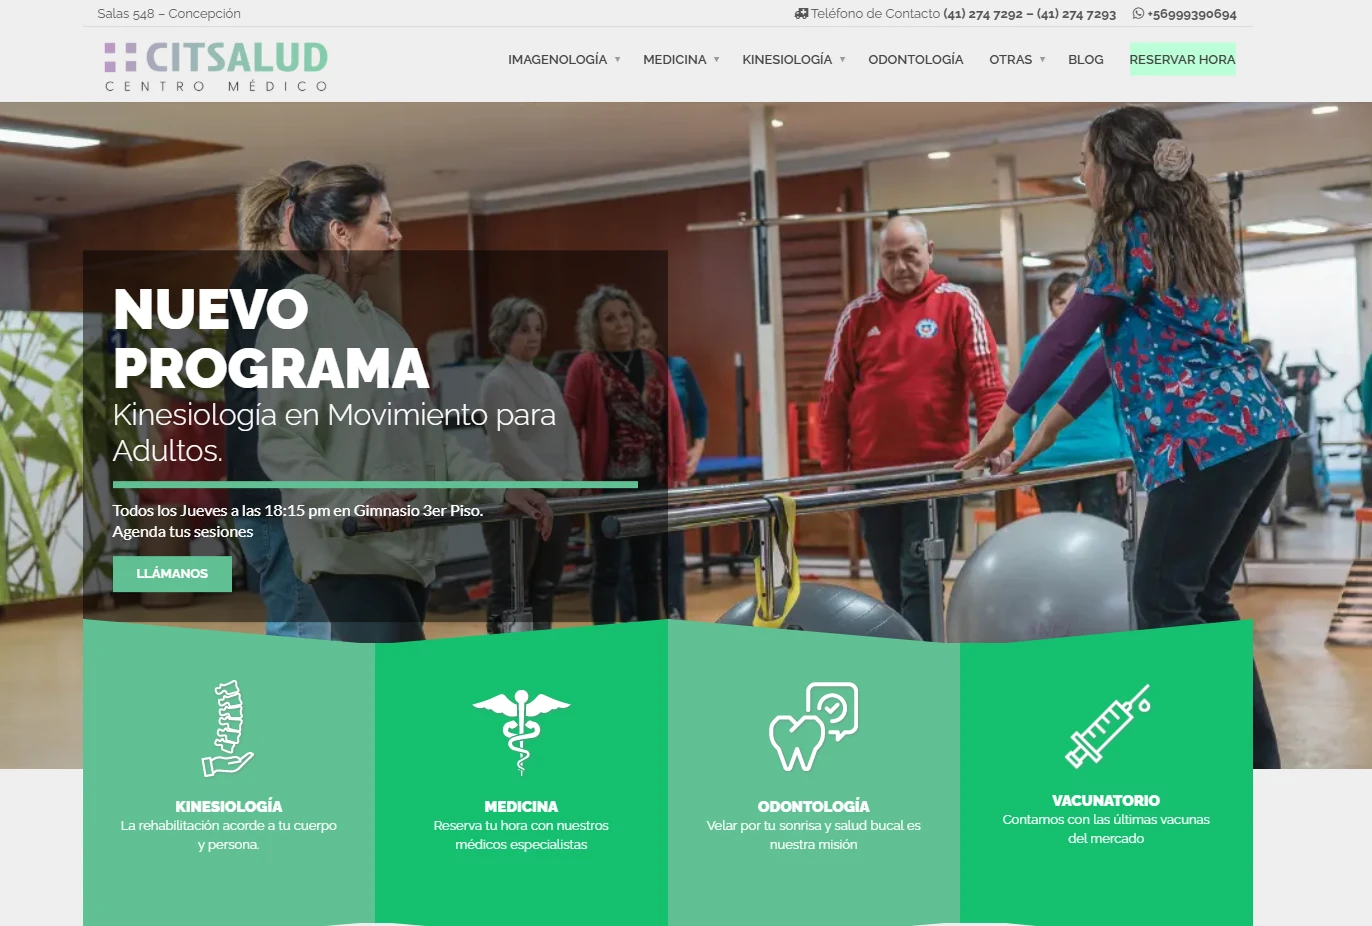 Salas 548 – Concepción
Teléfono de Contacto (41) 274 7292 – (41) 274 7293
+56999390694
CITSALUD
CENTRO MÉDICO
IMAGENOLOGÍA
MEDICINA
KINESIOLOGÍA
ODONTOLOGÍA
OTRAS
BLOG
RESERVAR HORA
NUEVO
PROGRAMA
Kinesiología en Movimiento para
Adultos.
Todos los Jueves a las 18:15 pm en Gimnasio 3er Piso.
Agenda tus sesiones
LLÁMANOS
KINESIOLOGÍA
La rehabilitación acorde a tu cuerpo
y persona.
MEDICINA
Reserva tu hora con nuestros
médicos especialistas
ODONTOLOGÍA
Velar por tu sonrisa y salud bucal es
nuestra misión
VACUNATORIO
Contamos con las últimas vacunas
del mercado